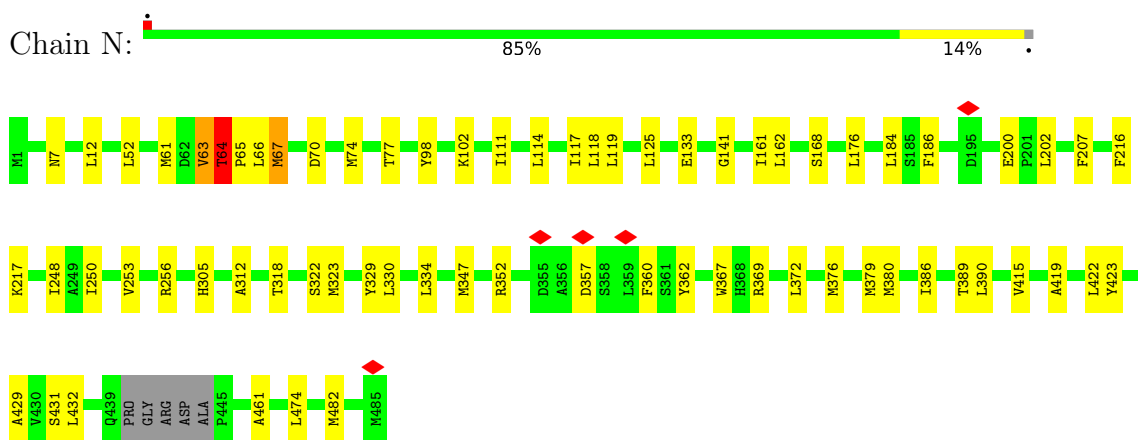 Chain N:
85%
14%
M1 N7 L12 L52 M61 D62 V63 T64 P65 L66 M67 D70 M74 T77 Y98 K102 I111 L114 I117 L118 L119 L125 E133 G141 I161 L162 S168 L176 L184 S185 F186 D195 E200 P201 L202 F207 F216
K217 I248 A249 I250 V253 R256 H305 A312 T318 S322 M323 Y329 L330 L334 M347 R352 D355 A356 D357 S358 L359 F360 S361 Y362 W367 H368 R369 L372 M376 M379 M380 I386 T389 L390 V415 A419 L422 Y423
A429 V430 S431 L432 Q439 PRO GLY ARG ASP ALA P445 A461 L474 M482 M485